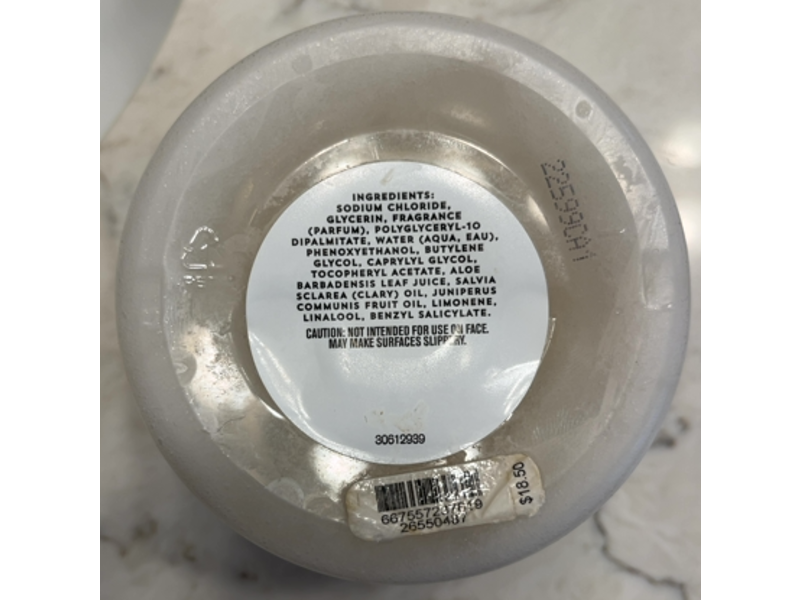 INGREDIENTS:
SODIUM CHLORIDE,
GLYCERIN, FRAGRANCE
(PARFUM), POLYGLYCERYL-10
DIPALMITATE, WATER (AQUA, EAU),
PHENOXYETHANOL, BUTYLENE
GLYCOL, CAPRYLYL GLYCOL,
TOCOPHERYL ACETATE, ALOE
BARBADENSIS LEAF JUICE, SALVIA
SCLAREA (CLARY) OIL, JUNIPERUS
COMMUNIS FRUIT OIL, LIMONENE,
LINALOOL, BENZYL SALICYLATE.
CAUTION: NOT INTENDED FOR USE ON FACE.
MAY MAKE SURFACES SLIPPERY.
30612939
$18.50
26550487